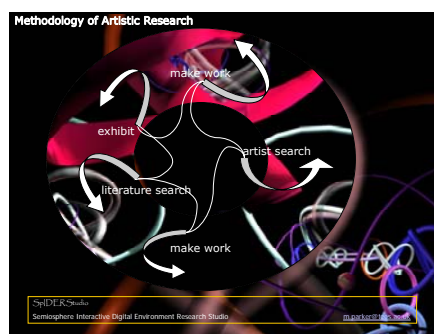 Methodology of Artistic Research
make work
exhibit
artist search
literature search
make work
SpIDERStudio
Semiosphere Interactive Digital Environment Research Studio